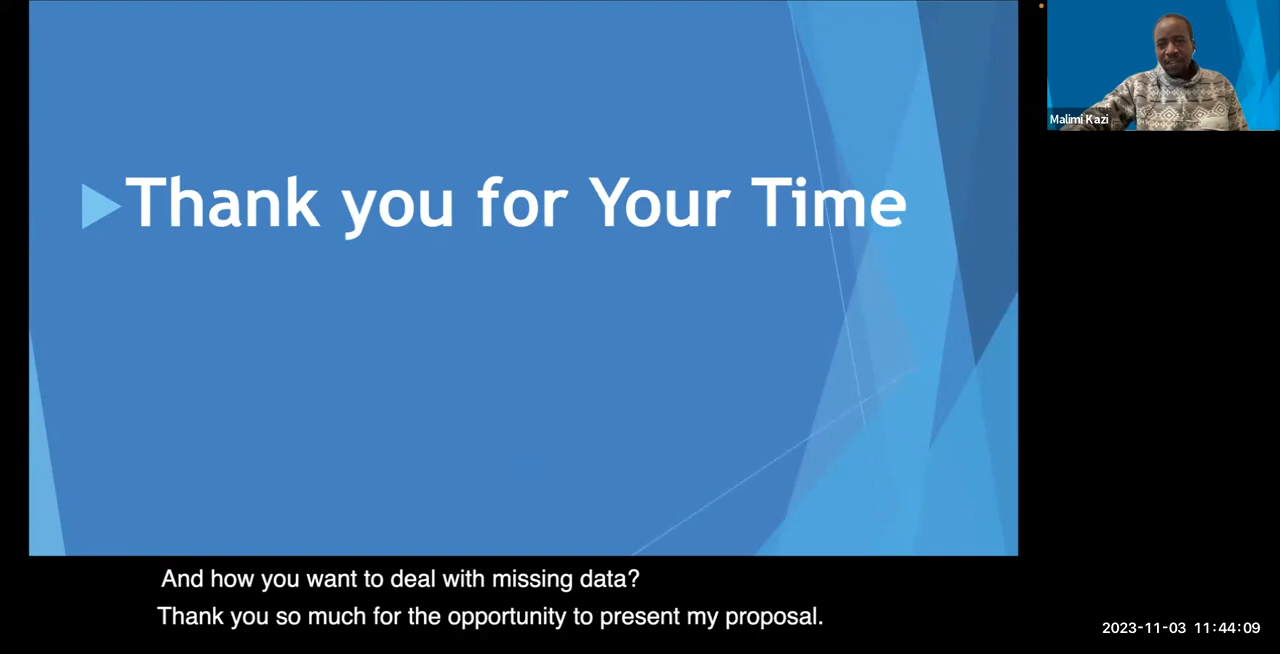 Thank you for Your Time
Malimi Kazi
And how you want to deal with missing data?
Thank you so much for the opportunity to present my proposal.
2023-11-03 11:44:09